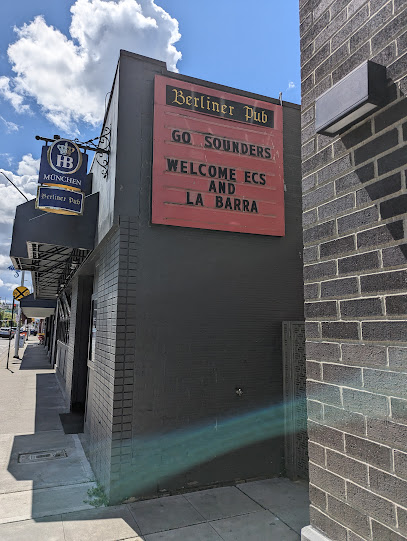 HB
MÜNCHEN
Berliner Pub
Berliner Pub
GO SOUNDERS
WELCOME ECS
AND
LA BARRA